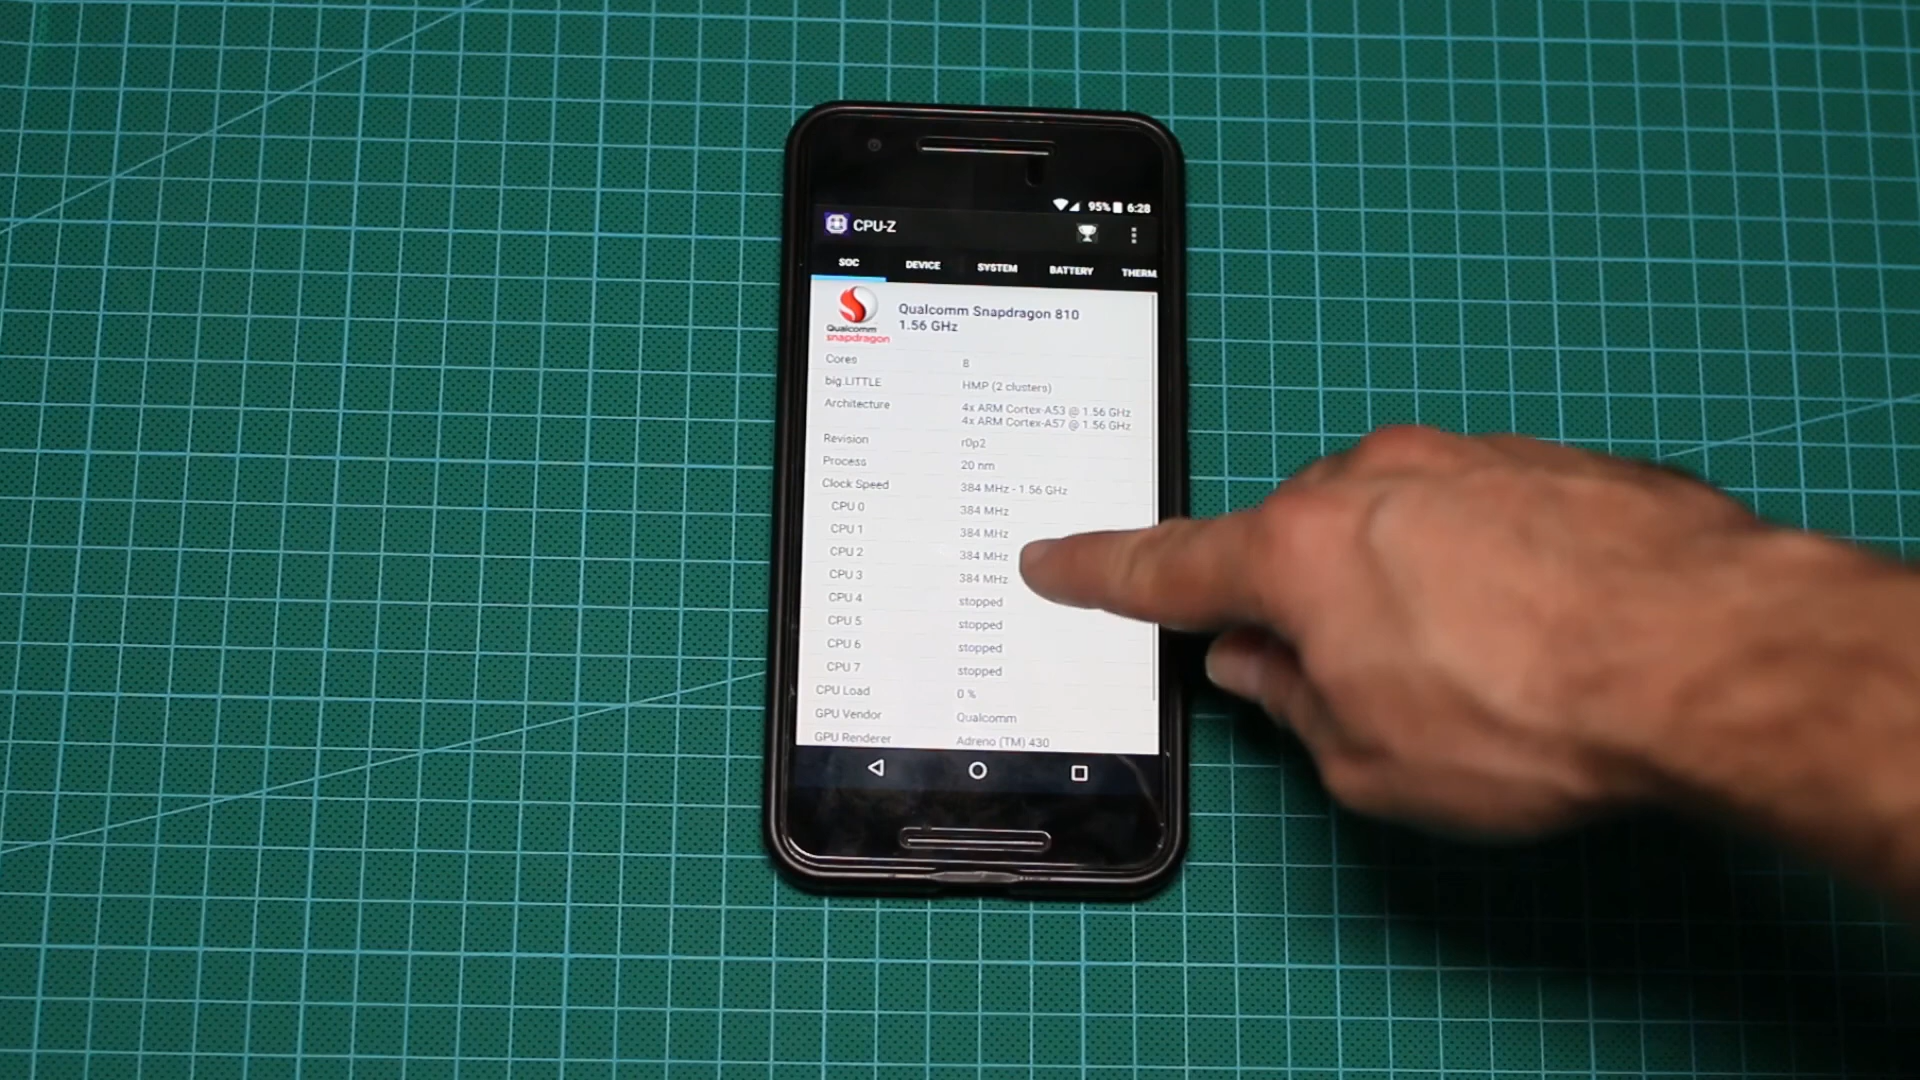 95% 6:28
CPU-Z
SOC DEVICE SYSTEM BATTERY THERM
Qualcomm Snapdragon 810
1.56 GHz
Qualcomm
snapdragon
Cores 8
big.LITTLE HMP (2 clusters)
Architecture 4x ARM Cortex-A53 @ 1.56 GHz
4x ARM Cortex-A57 @ 1.56 GHz
Revision r0p2
Process 20 nm
Clock Speed 384 MHz - 1.56 GHz
CPU 0 384 MHz
CPU 1 384 MHz
CPU 2 384 MHz
CPU 3 384 MHz
CPU 4 stopped
CPU 5 stopped
CPU 6 stopped
CPU 7 stopped
CPU Load 0 %
GPU Vendor Qualcomm
GPU Renderer Adreno (TM) 430